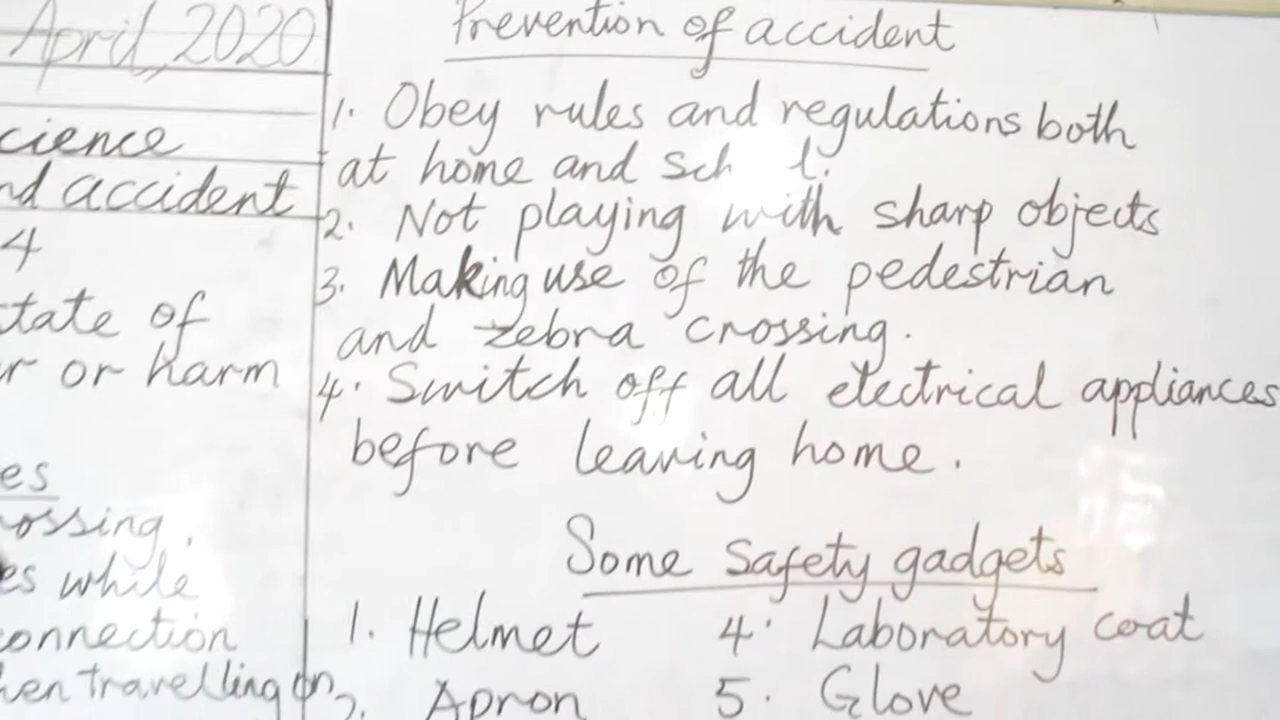 April, 2020
cience
nd accident
4
tate of
r or harm
es
ossing.
es while
onnection
hen travelling on
Prevention of accident
1. Obey rules and regulations both
at home and sch l.
2. Not playing with sharp objects
3. Making use of the pedestrian
and zebra crossing.
4. Switch off all electrical appliances
before leaving home.
Some Safety gadgets
1. Helmet 4. Laboratory coat
2. Apron 5. Glove